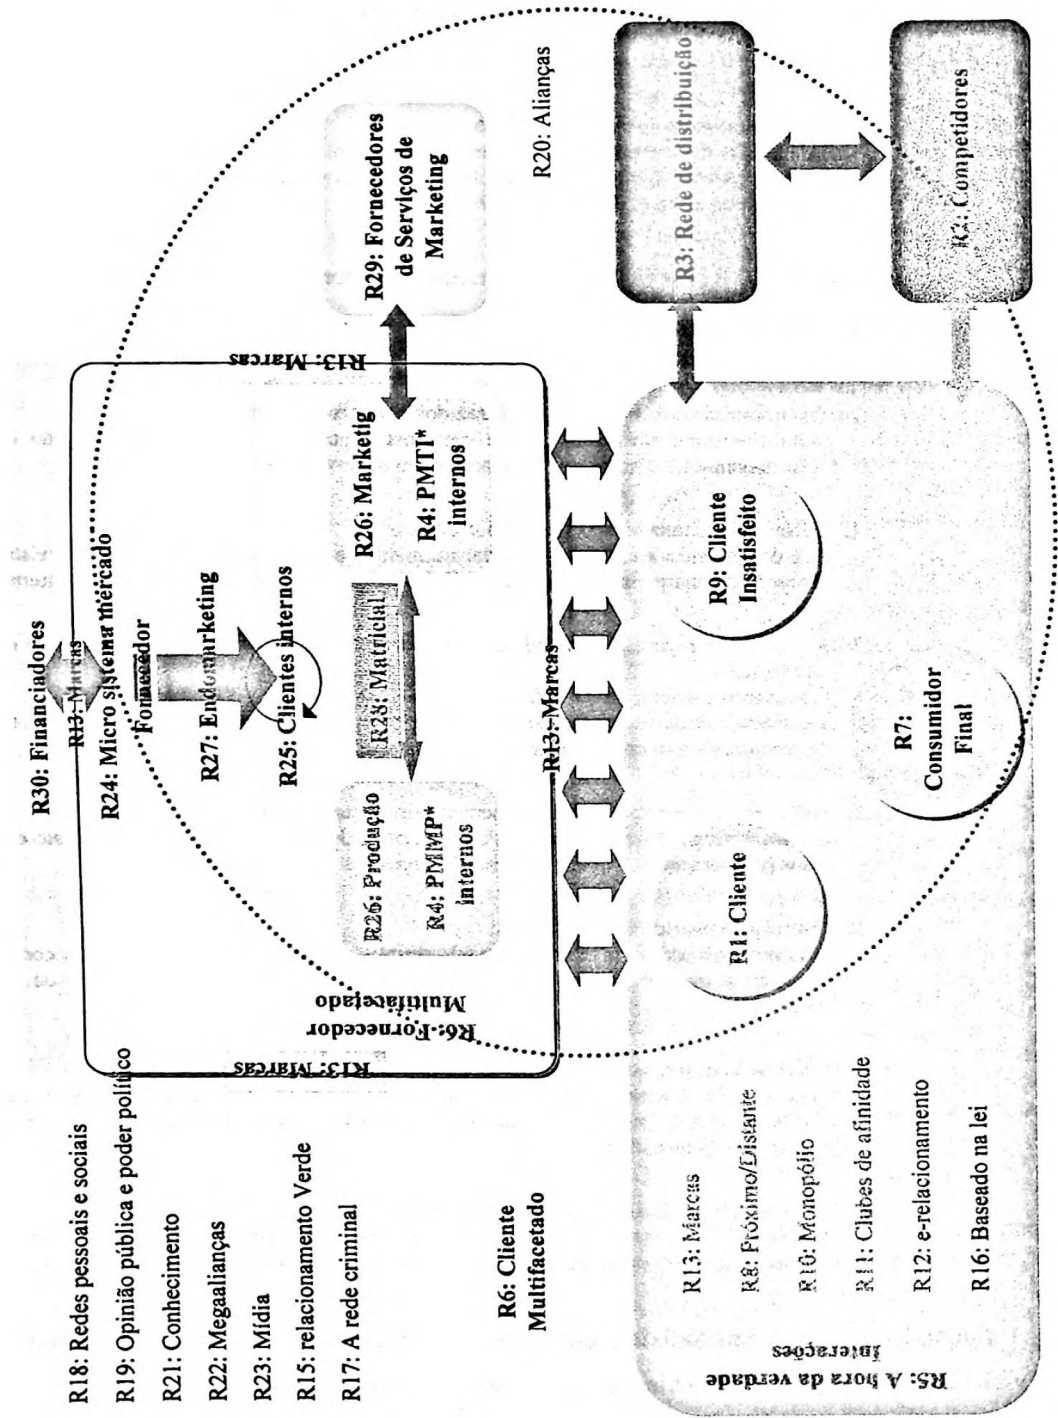 R18: Redes pessoais e sociais
R19: Opinião pública e poder político
R21: Conhecimento
R22: Megaalianças
R23: Mídia
R15: relacionamento Verde
R17: A rede criminal
R30: Financiadores
R13: Marcas
R24: Micro sistema mercado
Fornecedor
R27: Endomarketing
R25: Clientes internos
R13: Marcas
R6: Fornecedor
Multifacetado
R26: Produção
R4: PMMP*
internos
R28: Matricial
R26: Marketig
R4: PMTI*
internos
R13: Marcas
R29: Fornecedores
de Serviços de
Marketing
R13: Marcas
R20: Alianças
R6: Cliente
Multifacetado
R5: A hora da verdade
Interações
R13: Marcas
R8: Próximo/Distante
R10: Monopólio
R11: Clubes de afinidade
R12: e-relacionamento
R16: Baseado na lei
R1: Cliente
R7:
Consumidor
Final
R9: Cliente
Insatisfeito
R3: Rede de distribuição
R2: Competidores